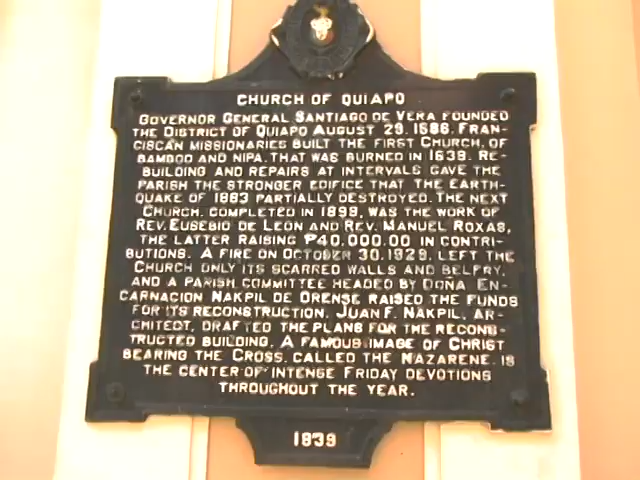 CHURCH OF QUIAPO
GOVERNOR GENERAL SANTIAGO DE VERA FOUNDED
THE DISTRICT OF QUIAPO AUGUST 29, 1586. FRAN-
CISCAN MISSIONARIES BUILT THE FIRST CHURCH, OF
BAMBOO AND NIPA, THAT WAS BURNED IN 1639. RE-
BUILDING AND REPAIRS AT INTERVALS GAVE THE
PARISH THE STRONGER EDIFICE THAT THE EARTH-
QUAKE OF 1863 PARTIALLY DESTROYED. THE NEXT
CHURCH, COMPLETED IN 1899, WAS THE WORK OF
REV. EUSEBIO DE LEON AND REV. MANUEL ROXAS,
THE LATTER RAISING ₱40,000.00 IN CONTRI-
BUTIONS. A FIRE ON OCTOBER 30, 1929, LEFT THE
CHURCH ONLY ITS SCARRED WALLS AND BELFRY,
AND A PARISH COMMITTEE HEADED BY DOÑA EN-
CARNACION NAKPIL DE ORENSE RAISED THE FUNDS
FOR ITS RECONSTRUCTION. JUAN F. NAKPIL, AR-
CHITECT, DRAFTED THE PLANS FOR THE RECONS-
TRUCTED BUILDING. A FAMOUS IMAGE OF CHRIST
BEARING THE CROSS, CALLED THE NAZARENE, IS
THE CENTER OF INTENSE FRIDAY DEVOTIONS
THROUGHOUT THE YEAR.
1939